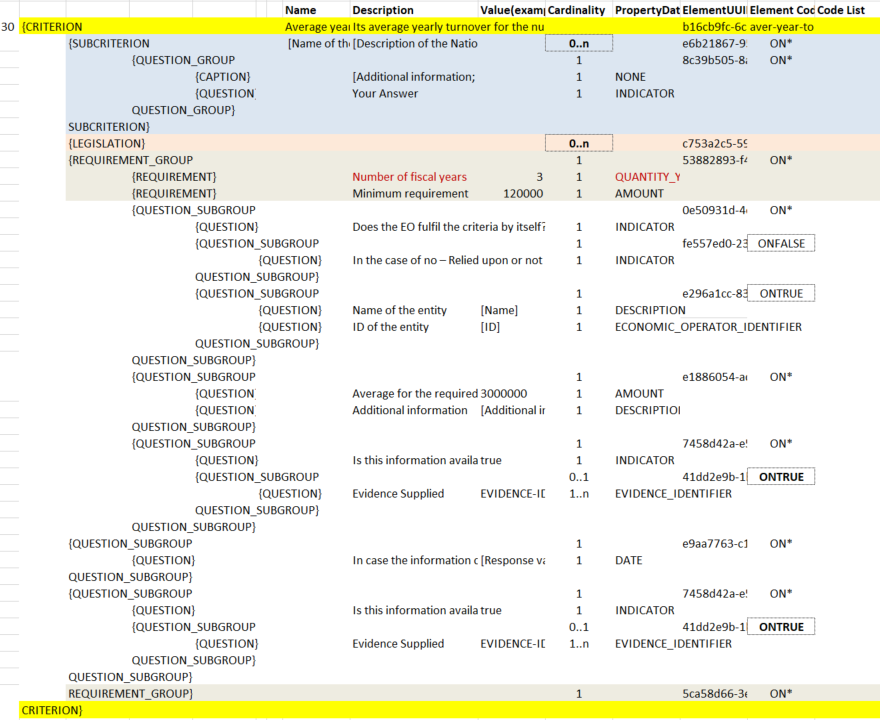 Name Description Value(examp Cardinality PropertyDat ElementUUI Element Cod Code List
30 {CRITERION Average year Its average yearly turnover for the nu b16cb9fc-6c aver-year-to
{SUBCRITERION [Name of the [Description of the Natio 0..n e6b21867-9 ON*
{QUESTION_GROUP 1 8c39b505-8 ON*
{CAPTION} [Additional information; 1 NONE
{QUESTION Your Answer 1 INDICATOR
QUESTION_GROUP}
SUBCRITERION}
{LEGISLATION} 0..n c753a2c5-59
{REQUIREMENT_GROUP 1 53882893-f4 ON*
{REQUIREMENT} Number of fiscal years 3 1 QUANTITY_Y
{REQUIREMENT} Minimum requirement 120000 1 AMOUNT
{QUESTION_SUBGROUP 0e50931d-4 ON*
{QUESTION} Does the EO fulfil the criteria by itself? 1 INDICATOR
{QUESTION_SUBGROUP 1 fe557ed0-23 ONFALSE
{QUESTION} In the case of no – Relied upon or not 1 INDICATOR
QUESTION_SUBGROUP}
{QUESTION_SUBGROUP 1 e296a1cc-83 ONTRUE
{QUESTION} Name of the entity [Name] 1 DESCRIPTION
{QUESTION} ID of the entity [ID] 1 ECONOMIC_OPERATOR_IDENTIFIER
QUESTION_SUBGROUP}
QUESTION_SUBGROUP}
{QUESTION_SUBGROUP 1 e1886054-a ON*
{QUESTION Average for the required 3000000 1 AMOUNT
{QUESTION Additional information [Additional in 1 DESCRIPTIO
QUESTION_SUBGROUP}
{QUESTION_SUBGROUP 1 7458d42a-e ON*
{QUESTION} Is this information availa true 1 INDICATOR
{QUESTION_SUBGROUP 0..1 41dd2e9b-1 ONTRUE
{QUESTION} Evidence Supplied EVIDENCE-ID 1..n EVIDENCE_IDENTIFIER
QUESTION_SUBGROUP}
QUESTION_SUBGROUP}
{QUESTION_SUBGROUP 1 e9aa7763-c1 ON*
{QUESTION} In case the information c [Response va 1 DATE
QUESTION_SUBGROUP}
{QUESTION_SUBGROUP 1 7458d42a-e ON*
{QUESTION} Is this information availa true 1 INDICATOR
{QUESTION_SUBGROUP 0..1 41dd2e9b-1 ONTRUE
{QUESTION} Evidence Supplied EVIDENCE-ID 1..n EVIDENCE_IDENTIFIER
QUESTION_SUBGROUP}
QUESTION_SUBGROUP}
REQUIREMENT_GROUP} 1 5ca58d66-3e ON*
CRITERION}